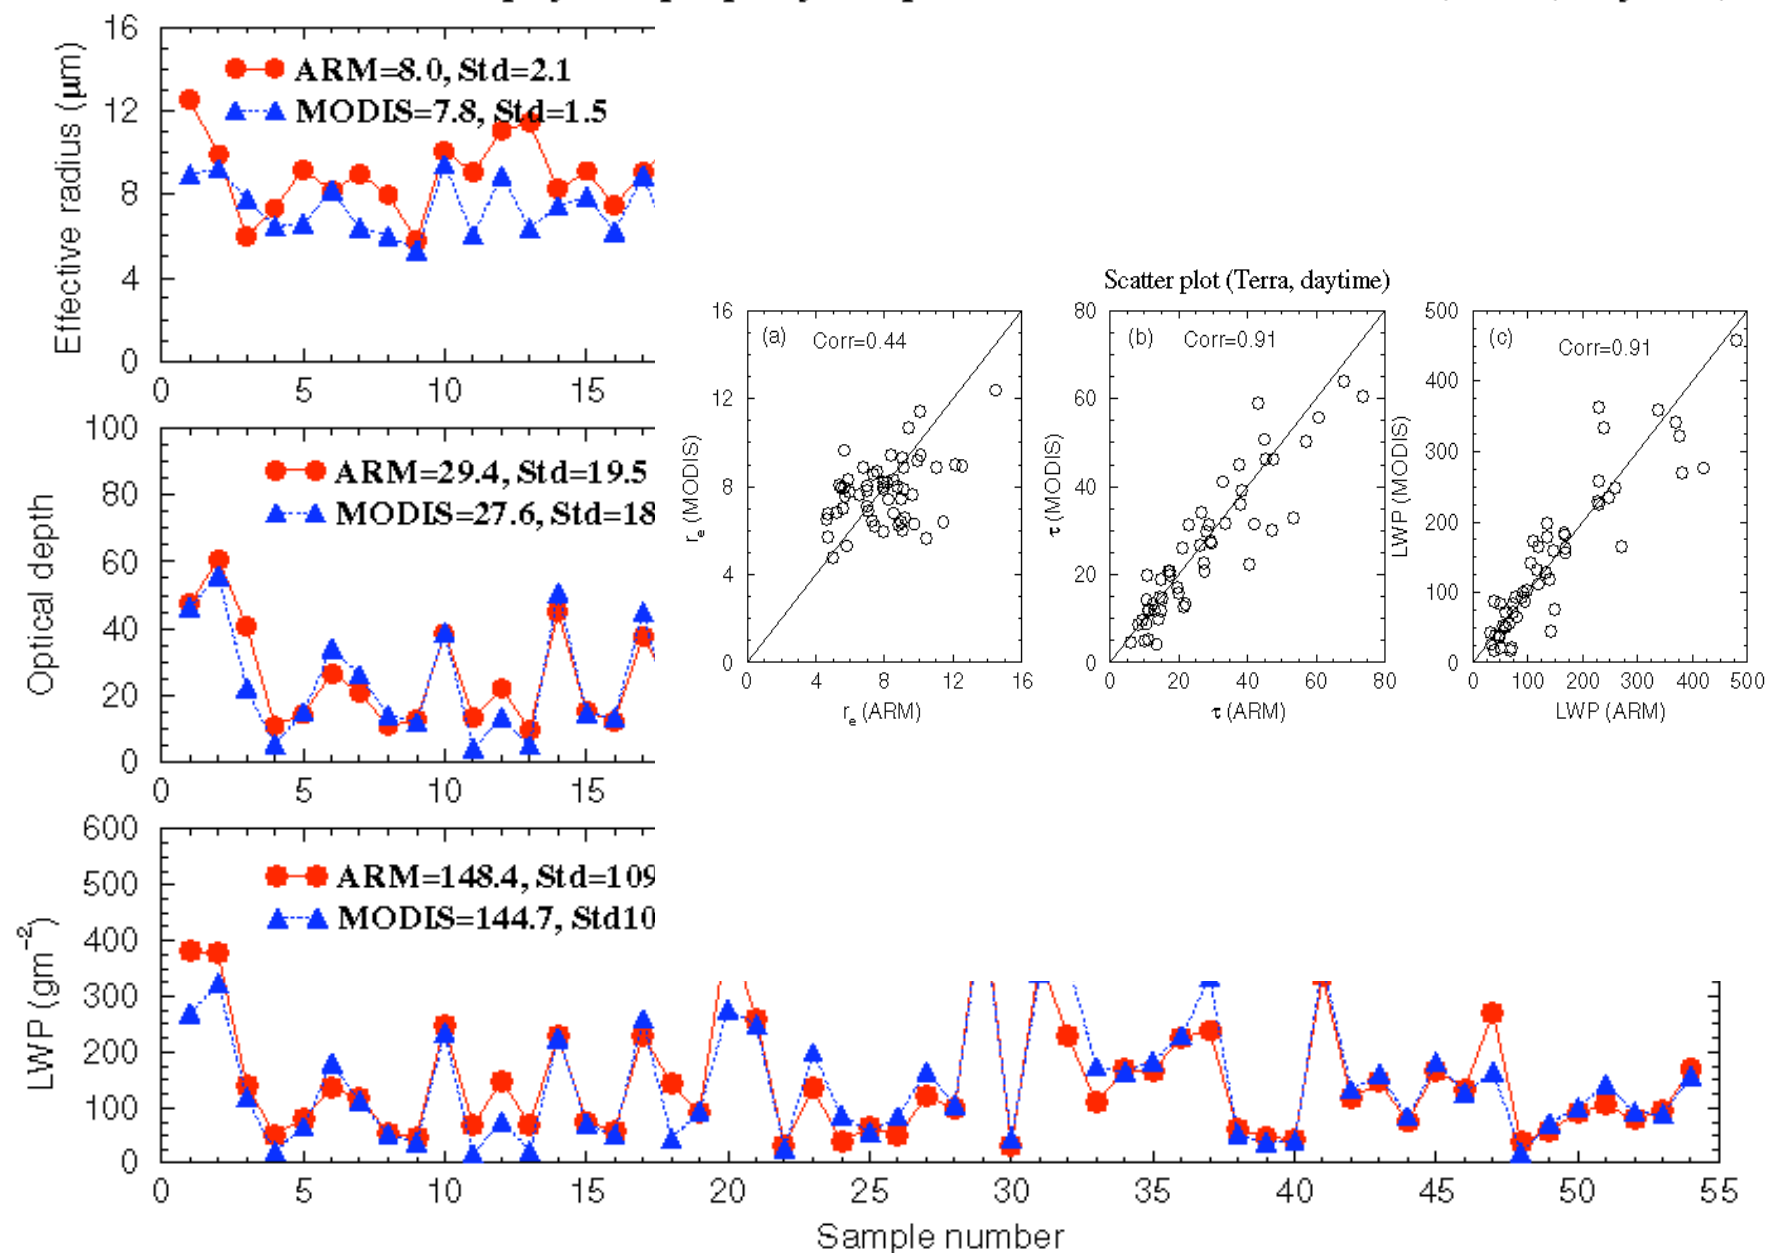 16
12
8
4
0
Effective radius (μm)
ARM=8.0, Std=2.1
MODIS=7.8, Std=1.5
0 5 10 15
100
80
60
40
20
0
Optical depth
ARM=29.4, Std=19.5
MODIS=27.6, Std=18
0 5 10 15
Scatter plot (Terra, daytime)
(a) Corr=0.44
16
12
8
4
0
re (MODIS)
0 4 8 12 16
re (ARM)
(b) Corr=0.91
80
60
40
20
0
τ (MODIS)
0 20 40 60 80
τ (ARM)
(c) Corr=0.91
500
400
300
200
100
0
LWP (MODIS)
0 100 200 300 400 500
LWP (ARM)
600
500
400
300
200
100
0
LWP (gm−2)
ARM=148.4, Std=109
MODIS=144.7, Std10
0 5 10 15 20 25 30 35 40 45 50 55
Sample number